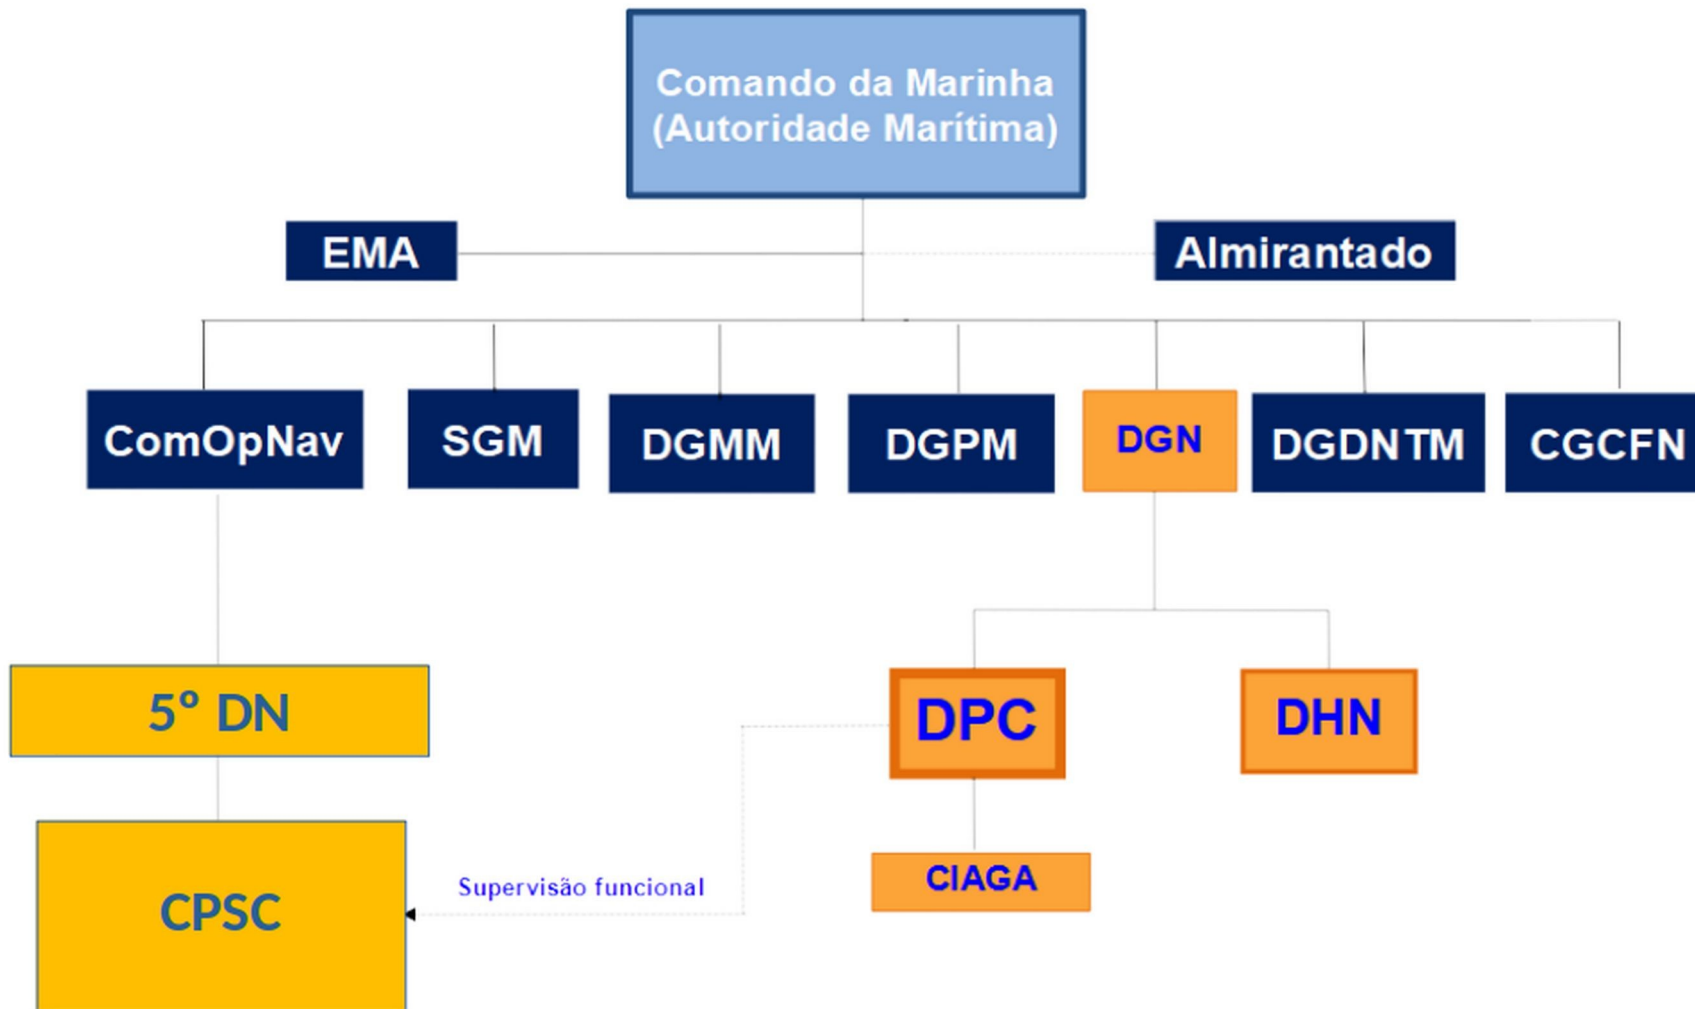 Comando da Marinha
(Autoridade Marítima)
EMA
Almirantado
ComOpNav
SGM
DGMM
DGPM
DGN
DGDNTM
CGCFN
5º DN
DPC
DHN
CIAGA
Supervisão funcional
CPSC